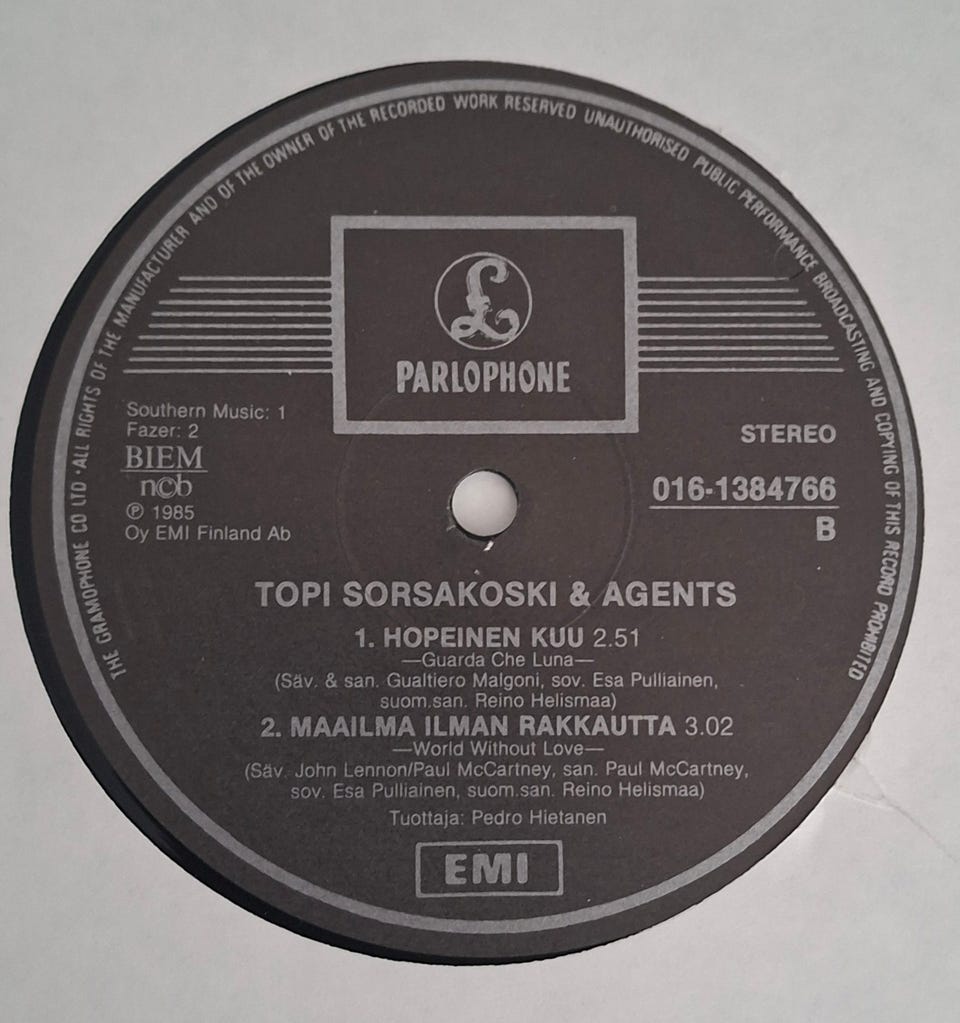 THE GRAMOPHONE CO LTD · ALL RIGHTS OF THE MANUFACTURER AND OF THE OWNER OF THE RECORDED WORK RESERVED UNAUTHORISED PUBLIC PERFORMANCE BROADCASTING AND COPYING OF THIS RECORD PROHIBITED
£
PARLOPHONE
Southern Music: 1
Fazer: 2
BIEM
n©b
℗ 1985
Oy EMI Finland Ab
STEREO
016-1384766
B
TOPI SORSAKOSKI & AGENTS
1. HOPEINEN KUU 2.51
—Guarda Che Luna—
(Säv. & san. Gualtiero Malgoni, sov. Esa Pulliainen,
suom.san. Reino Helismaa)
2. MAAILMA ILMAN RAKKAUTTA 3.02
—World Without Love—
(Säv. John Lennon/Paul McCartney, san. Paul McCartney,
sov. Esa Pulliainen, suom.san. Reino Helismaa)
Tuottaja: Pedro Hietanen
EMI